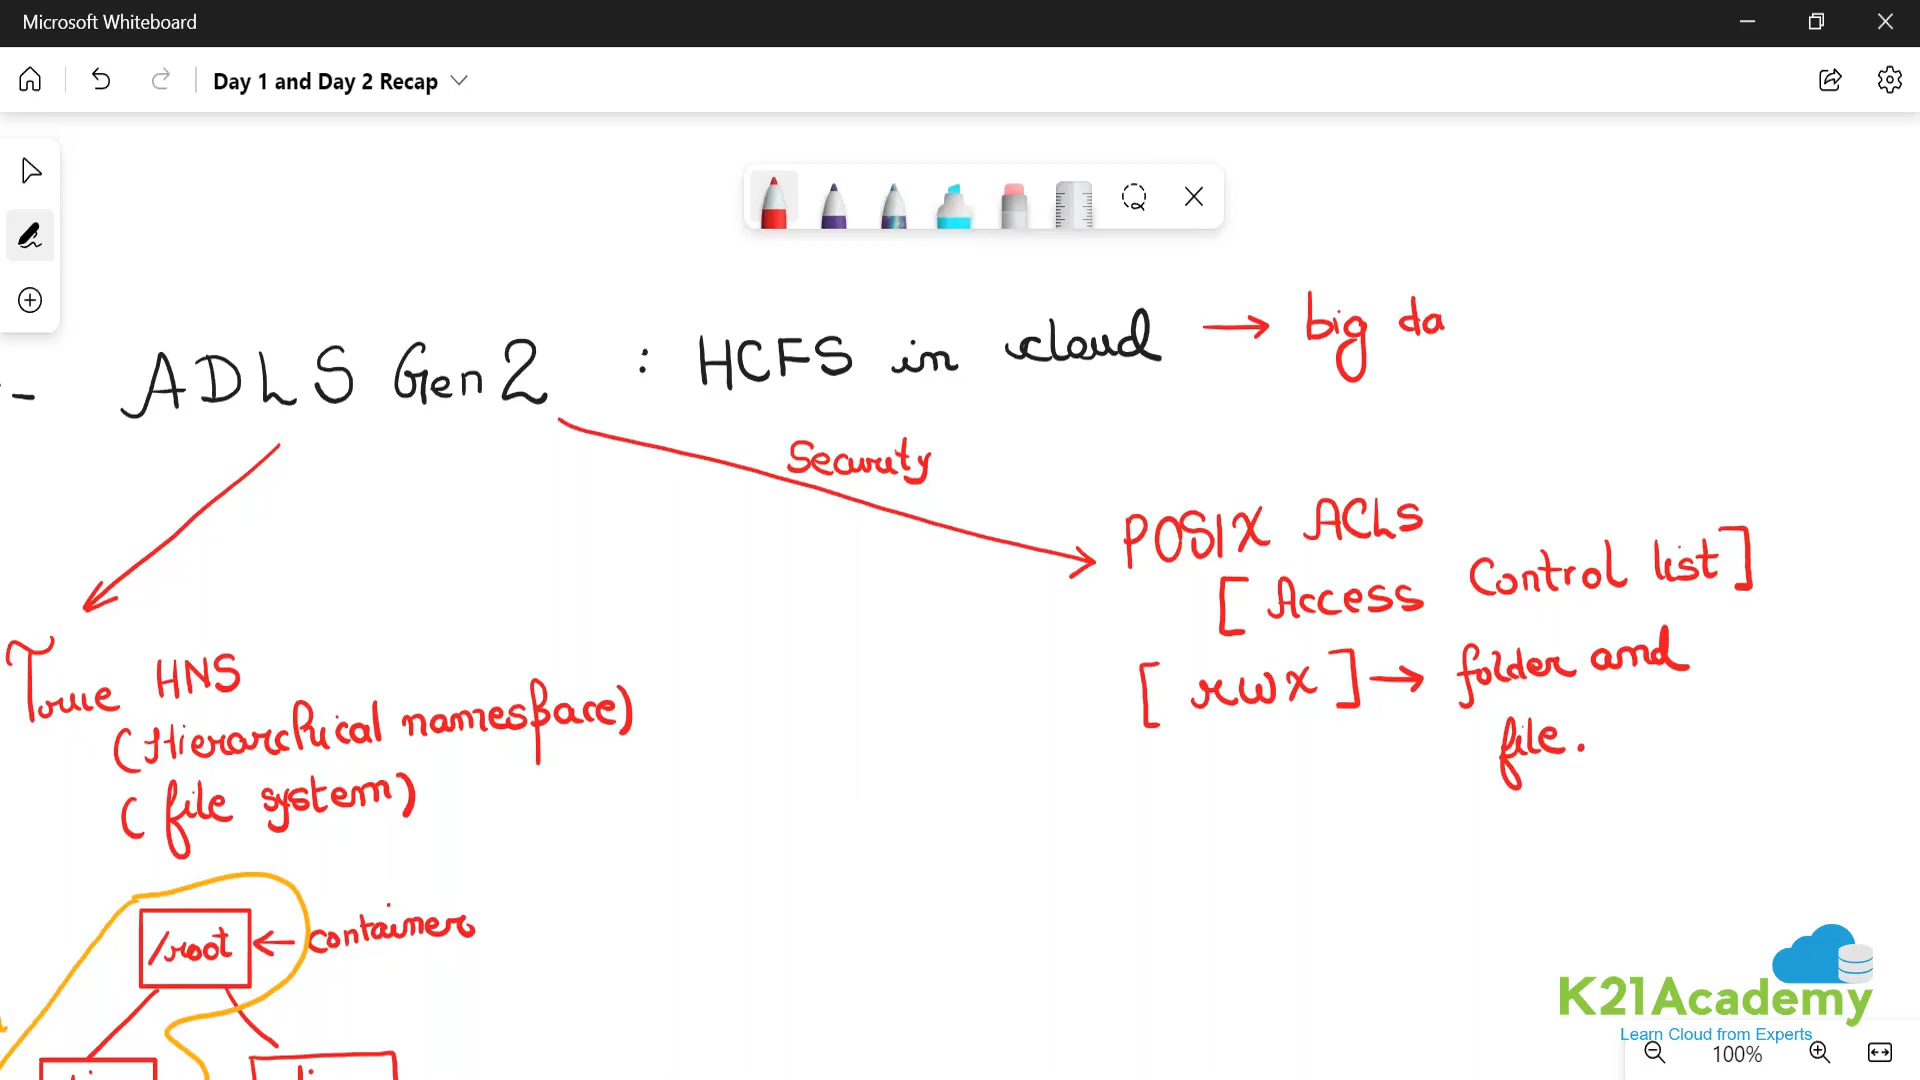 Microsoft Whiteboard
Day 1 and Day 2 Recap
- ADLS Gen2 : HCFS in cloud → big da
Security
POSIX ACLS
[Access Control list]
[rwx] → folder and
file.
True HNS
(Hierarchical namespace)
(file system)
/root ← container
K21Academy
Learn Cloud from Experts
100%